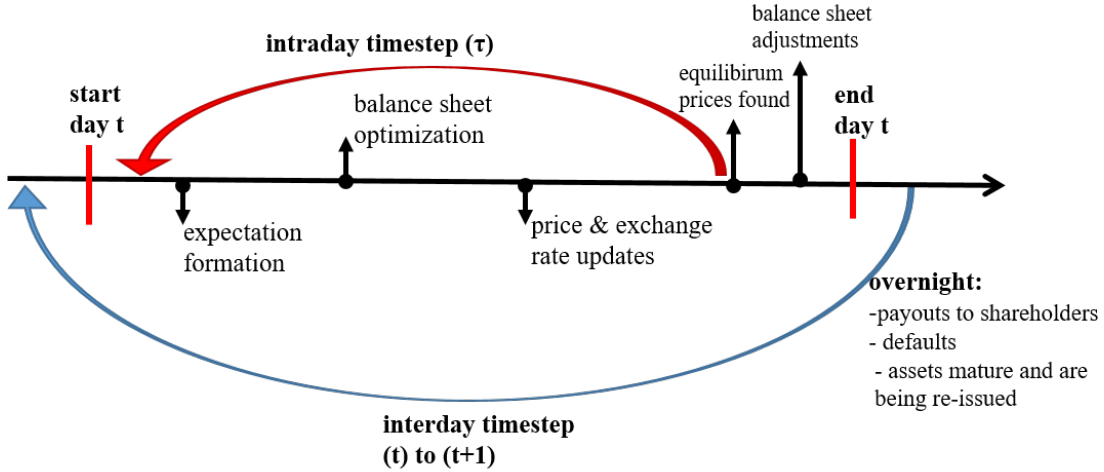 balance sheet
adjustments
intraday timestep (τ)
equilibirum
prices found
start
day t
balance sheet
optimization
end
day t
expectation
formation
price & exchange
rate updates
overnight:
-payouts to shareholders
- defaults
- assets mature and are
being re-issued
interday timestep
(t) to (t+1)